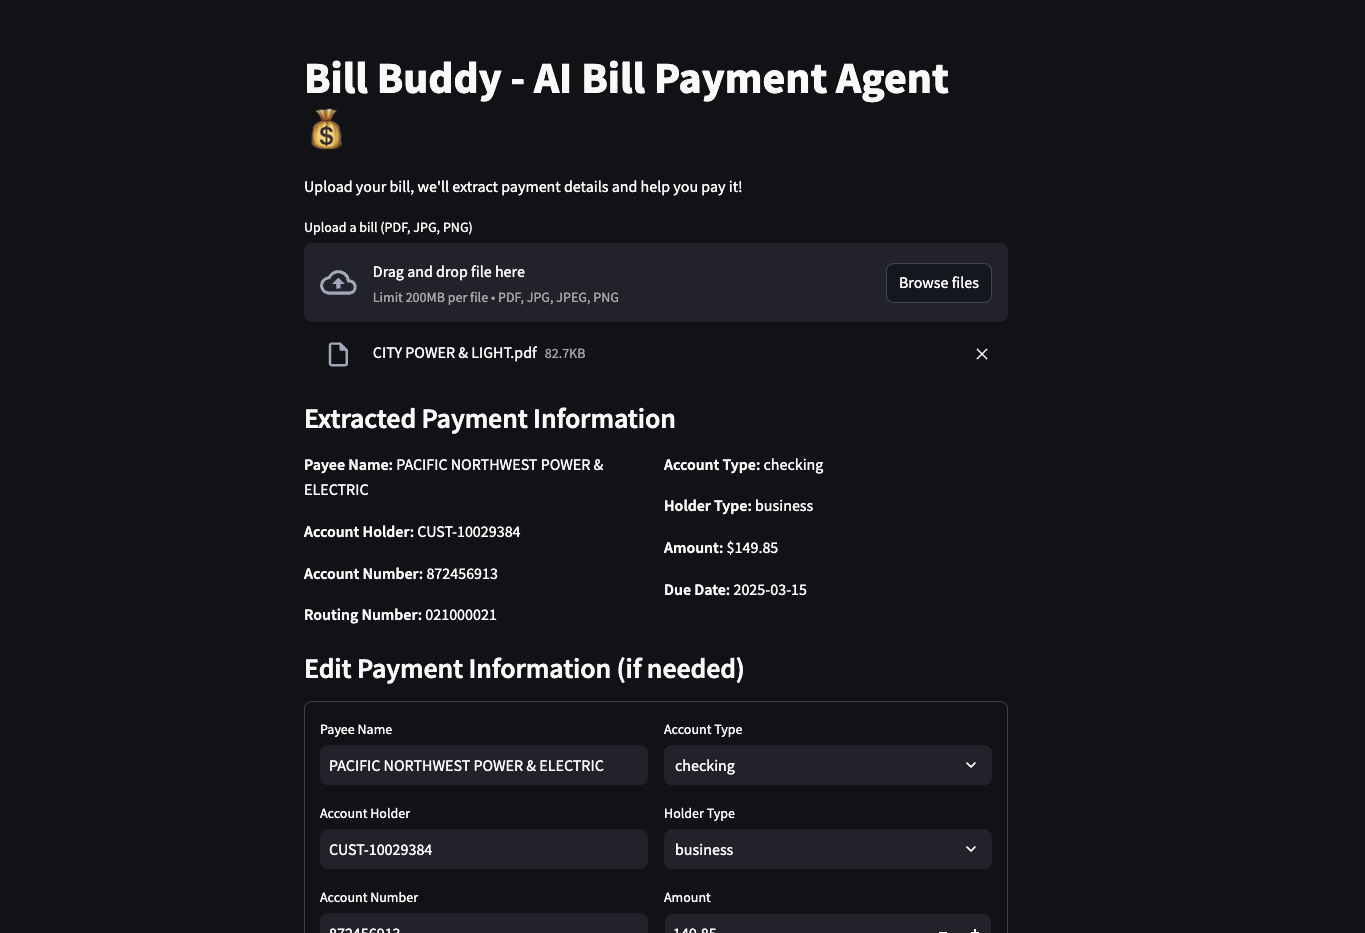 Bill Buddy - AI Bill Payment Agent
💰
Upload your bill, we'll extract payment details and help you pay it!
Upload a bill (PDF, JPG, PNG)
Drag and drop file here
Limit 200MB per file • PDF, JPG, JPEG, PNG
Browse files
CITY POWER & LIGHT.pdf 82.7KB
Extracted Payment Information
Payee Name: PACIFIC NORTHWEST POWER &
ELECTRIC
Account Holder: CUST-10029384
Account Number: 872456913
Routing Number: 021000021
Account Type: checking
Holder Type: business
Amount: $149.85
Due Date: 2025-03-15
Edit Payment Information (if needed)
Payee Name
PACIFIC NORTHWEST POWER & ELECTRIC
Account Type
checking
Account Holder
CUST-10029384
Holder Type
business
Account Number
872456913
Amount
149.85